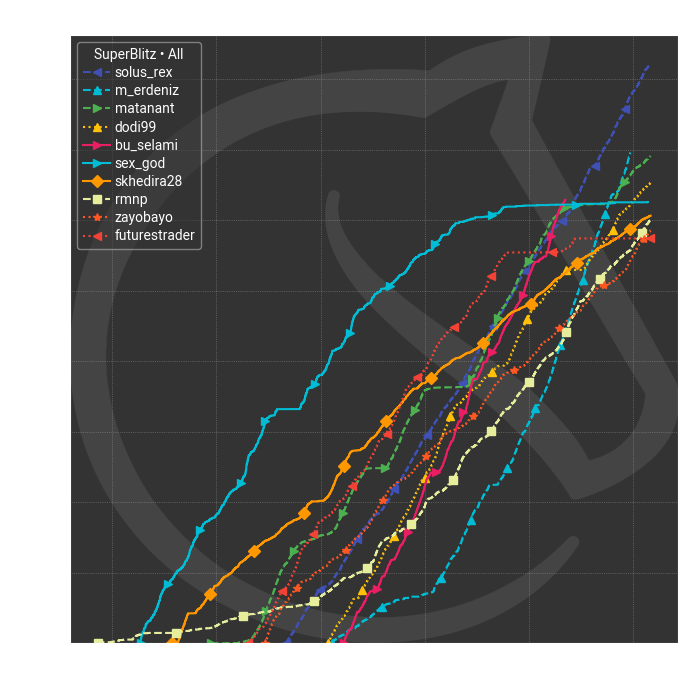 SuperBlitz • All
solus_rex
m_erdeniz
matanant
dodi99
bu_selami
sex_god
skhedira28
rmnp
zayobayo
futurestrader